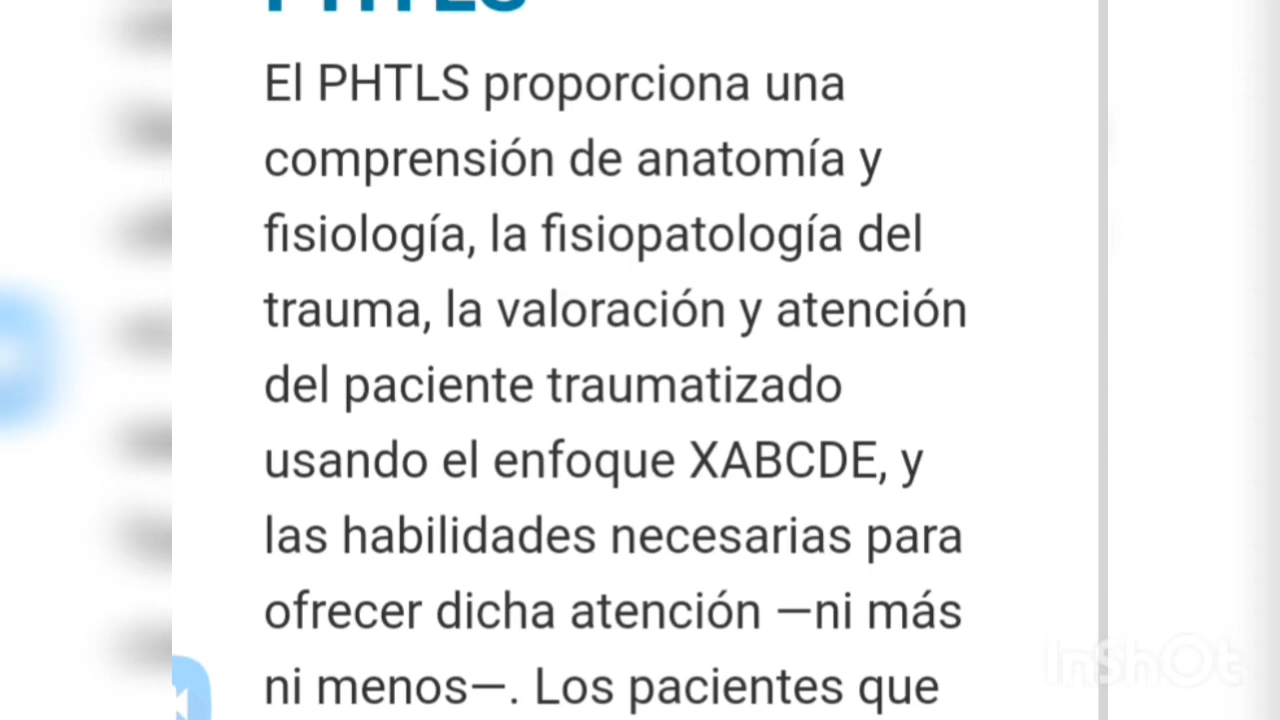 PHTLS
El PHTLS proporciona una
comprensión de anatomía y
fisiología, la fisiopatología del
trauma, la valoración y atención
del paciente traumatizado
usando el enfoque XABCDE, y
las habilidades necesarias para
ofrecer dicha atención —ni más
ni menos—. Los pacientes que
InShOt